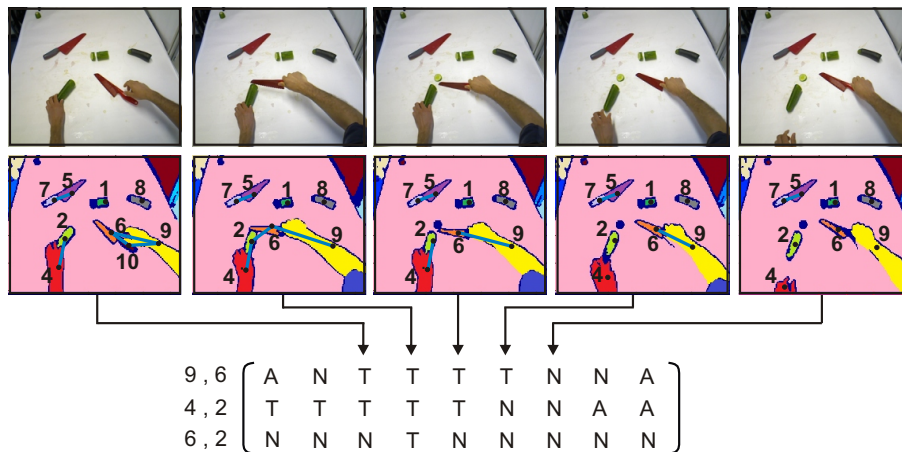 7 5 1 8 2 6 9 10 4
7 5 1 8 2 6 9 4
7 5 1 8 2 6 9 4
7 5 1 8 2 6 9 4
7 5 1 8 2 6 9 4
9 , 6 A N T T T T N N A
4 , 2 T T T T T N N A A
6 , 2 N N N T N N N N N